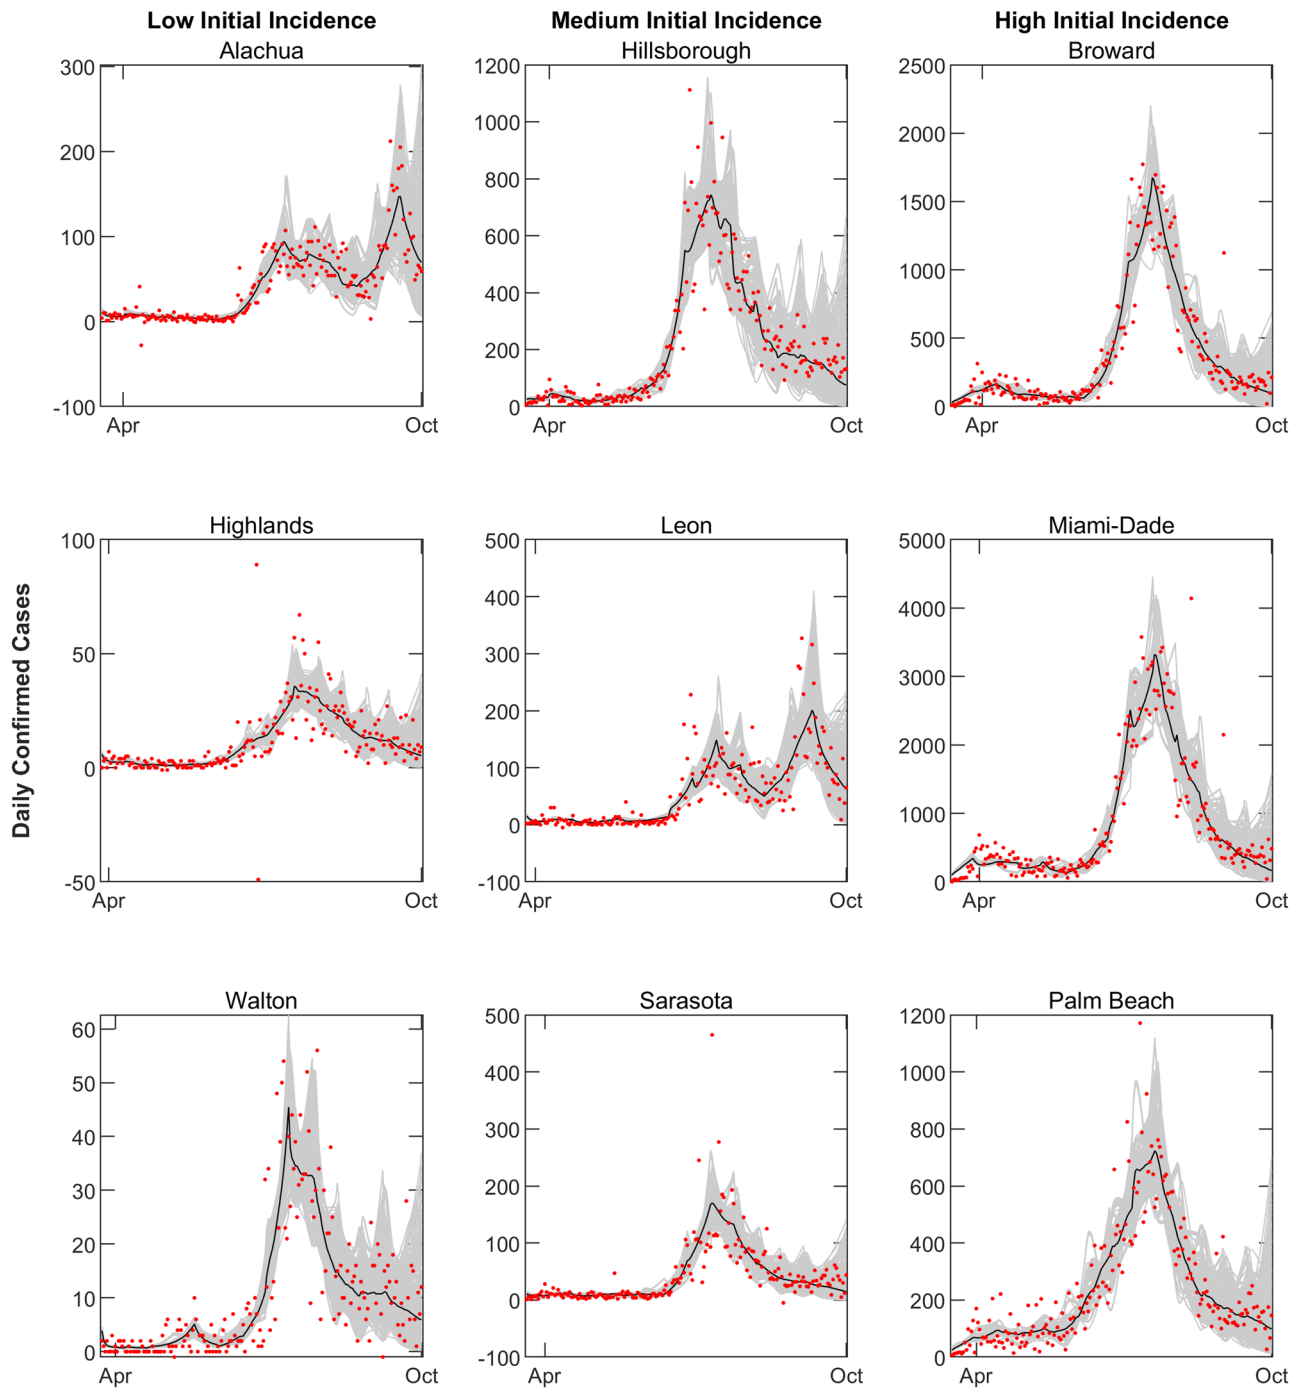 Low Initial Incidence Medium Initial Incidence High Initial Incidence
Alachua Hillsborough Broward
300 1200 2500
200 1000 2000
100 800 1500
0 600 1000
-100 400 500
200 0
0
Apr Oct Apr Oct Apr Oct
Daily Confirmed Cases
Highlands Leon Miami-Dade
100 500 5000
50 400 4000
0 300 3000
-50 200 2000
100 1000
0 0
-100
Apr Oct Apr Oct Apr Oct
Walton Sarasota Palm Beach
60 500 1200
50 400 1000
40 300 800
30 200 600
20 100 400
10 0 200
0 -100 0
Apr Oct Apr Oct Apr Oct